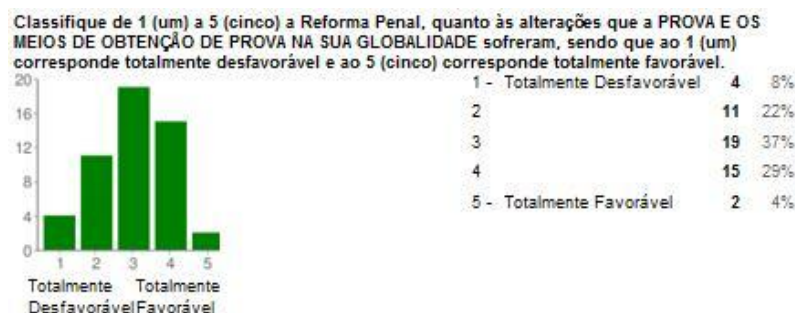 Classifique de 1 (um) a 5 (cinco) a Reforma Penal, quanto às alterações que a PROVA E OS
MEIOS DE OBTENÇÃO DE PROVA NA SUA GLOBALIDADE sofreram, sendo que ao 1 (um)
corresponde totalmente desfavorável e ao 5 (cinco) corresponde totalmente favorável.
20
16
12
8
4
0
1 2 3 4 5
Totalmente Totalmente
Desfavorável Favorável
1 - Totalmente Desfavorável 4 8%
2 11 22%
3 19 37%
4 15 29%
5 - Totalmente Favorável 2 4%